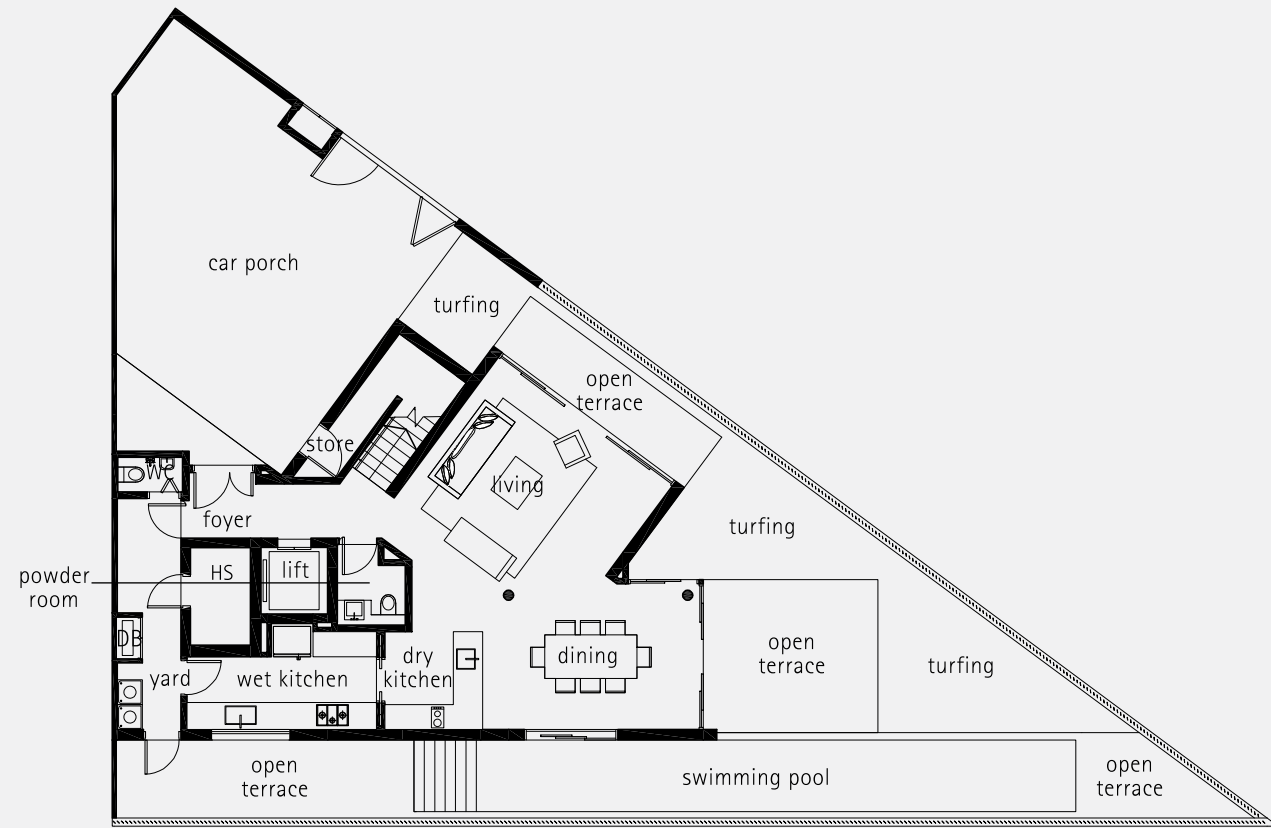 car porch
turfing
open
terrace
store
living
turfing
foyer
HS
lift
powder
room
DB
yard
wet kitchen
dry
kitchen
dining
open
terrace
turfing
open
terrace
swimming pool
open
terrace